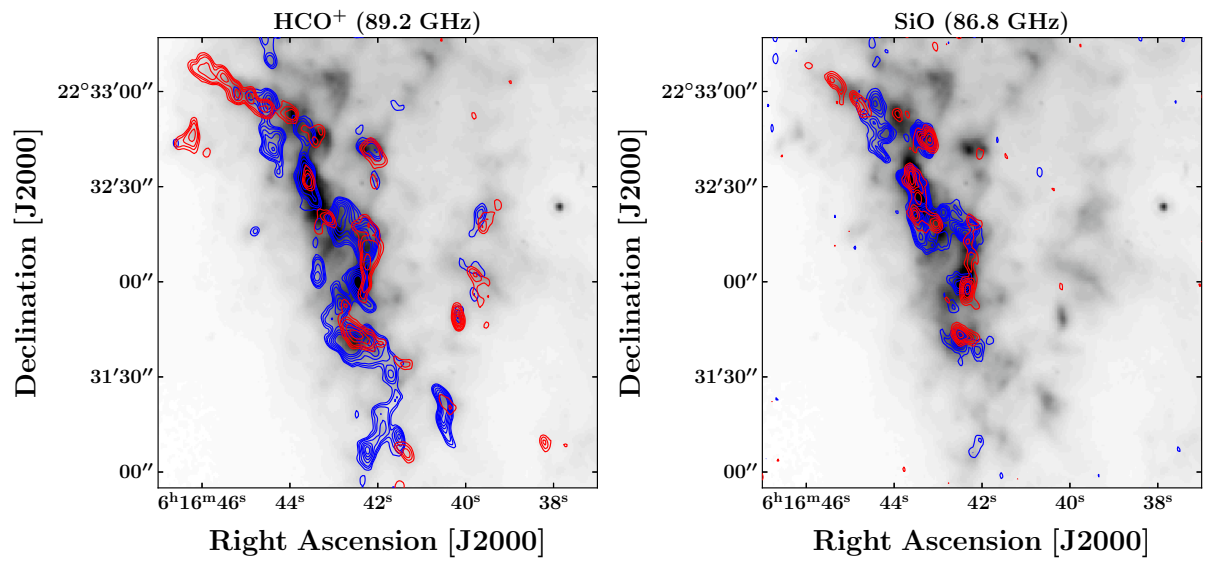 HCO⁺ (89.2 GHz)
Declination [J2000]
22°33′00′′
32′30′′
00′′
31′30′′
00′′
6ʰ16ᵐ46ˢ 44ˢ 42ˢ 40ˢ 38ˢ
Right Ascension [J2000]
SiO (86.8 GHz)
Declination [J2000]
22°33′00′′
32′30′′
00′′
31′30′′
00′′
6ʰ16ᵐ46ˢ 44ˢ 42ˢ 40ˢ 38ˢ
Right Ascension [J2000]